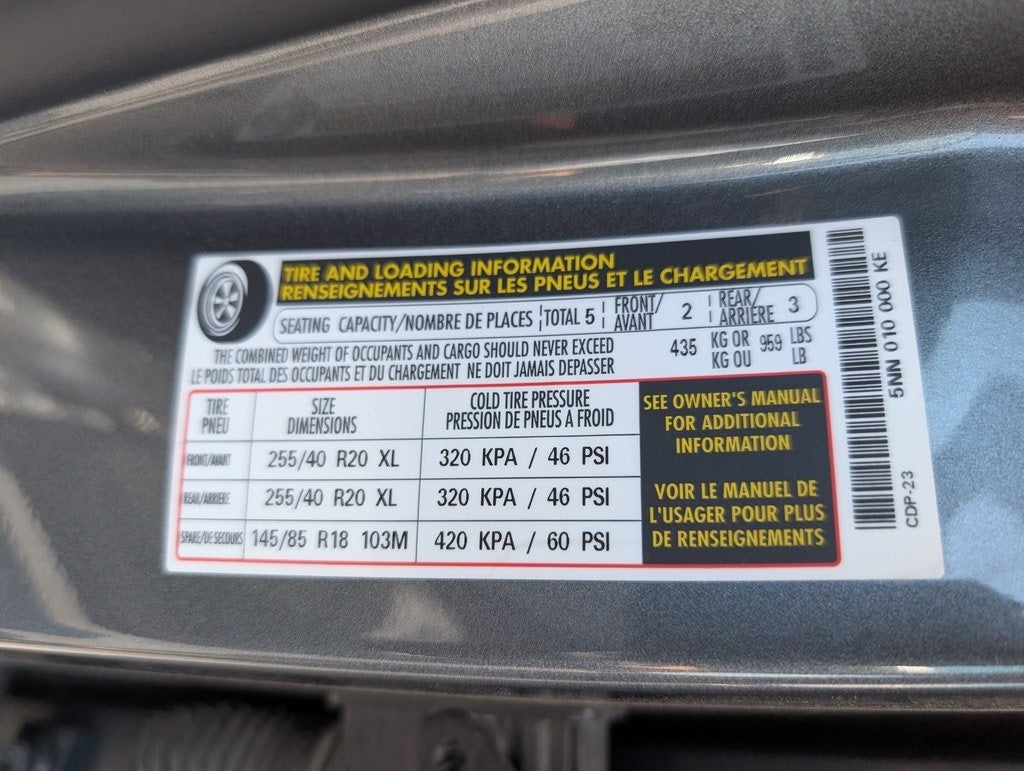 TIRE AND LOADING INFORMATION
RENSEIGNEMENTS SUR LES PNEUS ET LE CHARGEMENT
SEATING CAPACITY/NOMBRE DE PLACES TOTAL 5 FRONT/AVANT 2 REAR/ARRIÈRE 3
THE COMBINED WEIGHT OF OCCUPANTS AND CARGO SHOULD NEVER EXCEED 435 KG OR 959 LBS
LE POIDS TOTAL DES OCCUPANTS ET DU CHARGEMENT NE DOIT JAMAIS DEPASSER KG OU LB
TIRE SIZE COLD TIRE PRESSURE
PNEU DIMENSIONS PRESSION DE PNEUS A FROID
FRONT/AVANT 255/40 R20 XL 320 KPA / 46 PSI
REAR/ARRIERE 255/40 R20 XL 320 KPA / 46 PSI
SPARE/DE SECOURS 145/85 R18 103M 420 KPA / 60 PSI
SEE OWNER'S MANUAL
FOR ADDITIONAL
INFORMATION
VOIR LE MANUEL DE
L'USAGER POUR PLUS
DE RENSEIGNEMENTS
5NN 010 000 KE
CDP-23